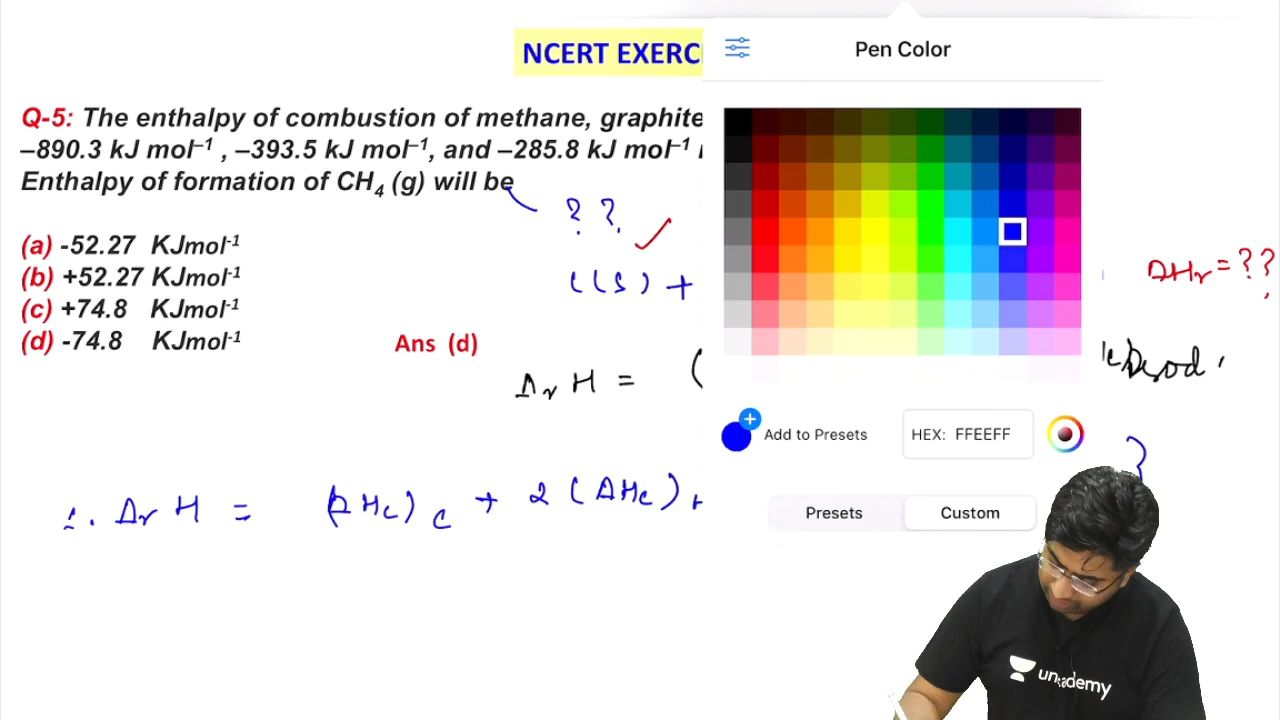 NCERT EXERC
Pen Color
Q-5: The enthalpy of combustion of methane, graphite
–890.3 kJ mol–1 , –393.5 kJ mol–1, and –285.8 kJ mol–1
Enthalpy of formation of CH4 (g) will be
? ?
(a) -52.27 KJmol-1
(b) +52.27 KJmol-1
(c) +74.8 KJmol-1
(d) -74.8 KJmol-1
Ans (d)
C(S) +
ΔHr = ??
ΔrH = (
Prod.
Add to Presets
HEX: FFEEFF
}
∴ ΔrH = (ΔHc)C + 2(ΔHc)
Presets
Custom
unacademy